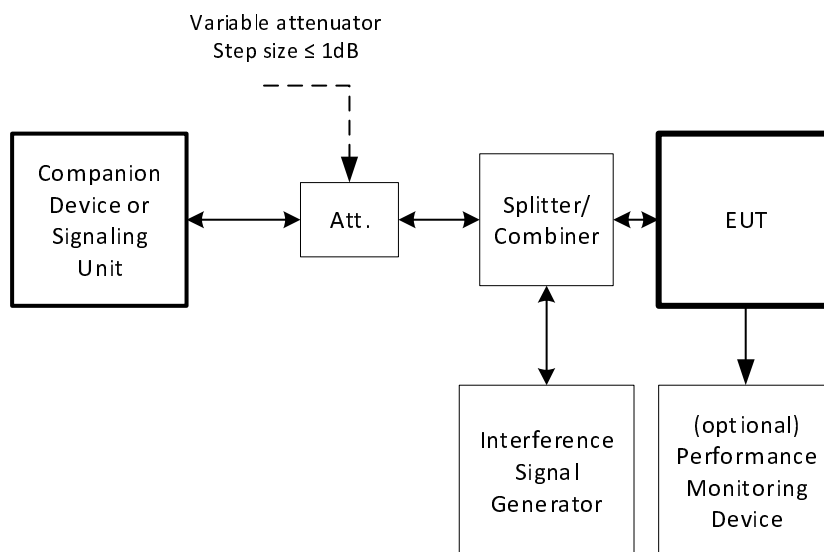 Variable attenuator
Step size ≤ 1dB
Companion
Device or
Signaling
Unit
Att.
Splitter/
Combiner
EUT
Interference
Signal
Generator
(optional)
Performance
Monitoring
Device